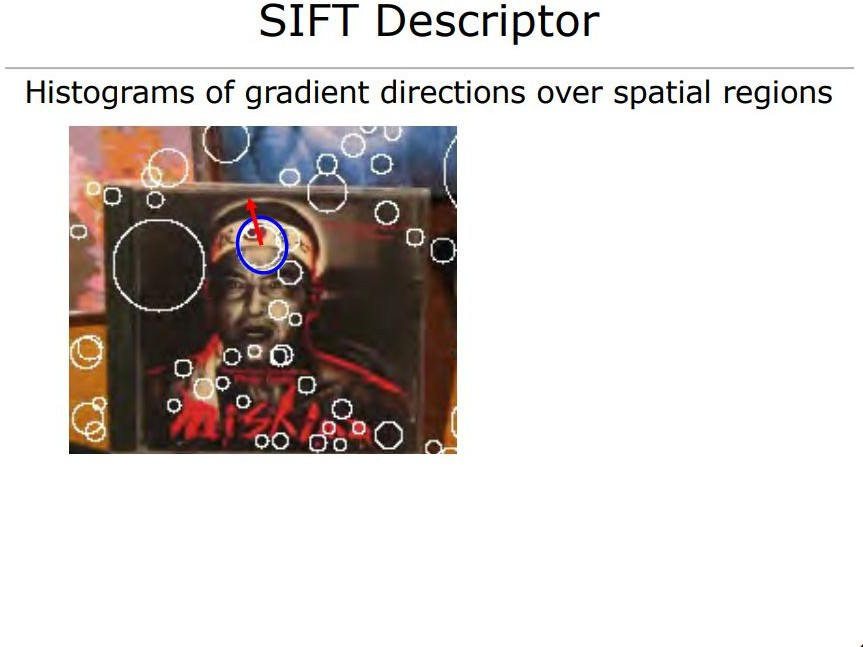 SIFT Descriptor
Histograms of gradient directions over spatial regions